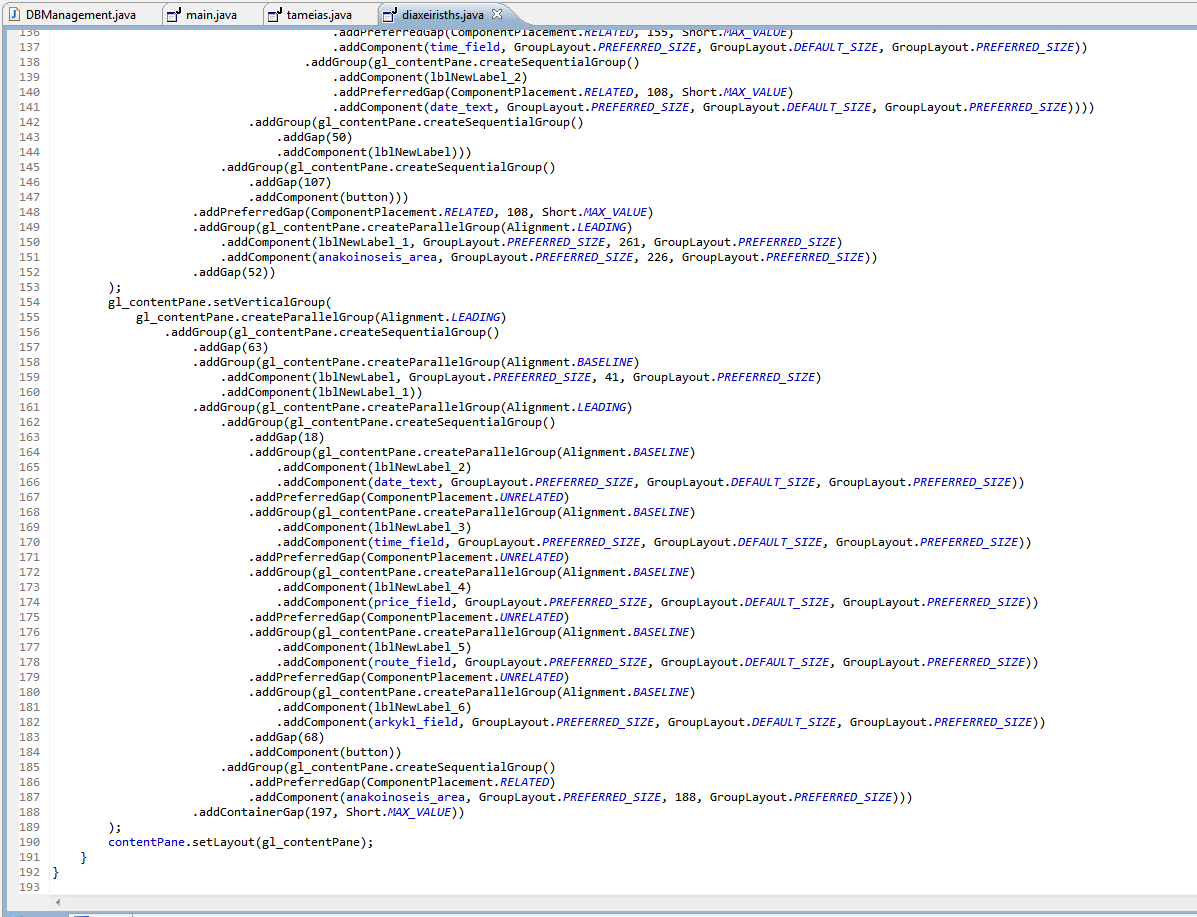 DBManagement.java main.java tameias.java diaxeirisths.java
136 .addPreferredGap(ComponentPlacement.RELATED, 155, Short.MAX_VALUE)
137 .addComponent(time_field, GroupLayout.PREFERRED_SIZE, GroupLayout.DEFAULT_SIZE, GroupLayout.PREFERRED_SIZE))
138 .addGroup(gl_contentPane.createSequentialGroup()
139 .addComponent(lblNewLabel_2)
140 .addPreferredGap(ComponentPlacement.RELATED, 108, Short.MAX_VALUE)
141 .addComponent(date_text, GroupLayout.PREFERRED_SIZE, GroupLayout.DEFAULT_SIZE, GroupLayout.PREFERRED_SIZE))))
142 .addGroup(gl_contentPane.createSequentialGroup()
143 .addGap(50)
144 .addComponent(lblNewLabel)))
145 .addGroup(gl_contentPane.createSequentialGroup()
146 .addGap(107)
147 .addComponent(button)))
148 .addPreferredGap(ComponentPlacement.RELATED, 108, Short.MAX_VALUE)
149 .addGroup(gl_contentPane.createParallelGroup(Alignment.LEADING)
150 .addComponent(lblNewLabel_1, GroupLayout.PREFERRED_SIZE, 261, GroupLayout.PREFERRED_SIZE)
151 .addComponent(anakoinoseis_area, GroupLayout.PREFERRED_SIZE, 226, GroupLayout.PREFERRED_SIZE))
152 .addGap(52))
153 );
154 gl_contentPane.setVerticalGroup(
155 gl_contentPane.createParallelGroup(Alignment.LEADING)
156 .addGroup(gl_contentPane.createSequentialGroup()
157 .addGap(63)
158 .addGroup(gl_contentPane.createParallelGroup(Alignment.BASELINE)
159 .addComponent(lblNewLabel, GroupLayout.PREFERRED_SIZE, 41, GroupLayout.PREFERRED_SIZE)
160 .addComponent(lblNewLabel_1))
161 .addGroup(gl_contentPane.createParallelGroup(Alignment.LEADING)
162 .addGroup(gl_contentPane.createSequentialGroup()
163 .addGap(18)
164 .addGroup(gl_contentPane.createParallelGroup(Alignment.BASELINE)
165 .addComponent(lblNewLabel_2)
166 .addComponent(date_text, GroupLayout.PREFERRED_SIZE, GroupLayout.DEFAULT_SIZE, GroupLayout.PREFERRED_SIZE))
167 .addPreferredGap(ComponentPlacement.UNRELATED)
168 .addGroup(gl_contentPane.createParallelGroup(Alignment.BASELINE)
169 .addComponent(lblNewLabel_3)
170 .addComponent(time_field, GroupLayout.PREFERRED_SIZE, GroupLayout.DEFAULT_SIZE, GroupLayout.PREFERRED_SIZE))
171 .addPreferredGap(ComponentPlacement.UNRELATED)
172 .addGroup(gl_contentPane.createParallelGroup(Alignment.BASELINE)
173 .addComponent(lblNewLabel_4)
174 .addComponent(price_field, GroupLayout.PREFERRED_SIZE, GroupLayout.DEFAULT_SIZE, GroupLayout.PREFERRED_SIZE))
175 .addPreferredGap(ComponentPlacement.UNRELATED)
176 .addGroup(gl_contentPane.createParallelGroup(Alignment.BASELINE)
177 .addComponent(lblNewLabel_5)
178 .addComponent(route_field, GroupLayout.PREFERRED_SIZE, GroupLayout.DEFAULT_SIZE, GroupLayout.PREFERRED_SIZE))
179 .addPreferredGap(ComponentPlacement.UNRELATED)
180 .addGroup(gl_contentPane.createParallelGroup(Alignment.BASELINE)
181 .addComponent(lblNewLabel_6)
182 .addComponent(arkykl_field, GroupLayout.PREFERRED_SIZE, GroupLayout.DEFAULT_SIZE, GroupLayout.PREFERRED_SIZE))
183 .addGap(68)
184 .addComponent(button))
185 .addGroup(gl_contentPane.createSequentialGroup()
186 .addPreferredGap(ComponentPlacement.RELATED)
187 .addComponent(anakoinoseis_area, GroupLayout.PREFERRED_SIZE, 188, GroupLayout.PREFERRED_SIZE)))
188 .addContainerGap(197, Short.MAX_VALUE))
189 );
190 contentPane.setLayout(gl_contentPane);
191 }
192 }
193